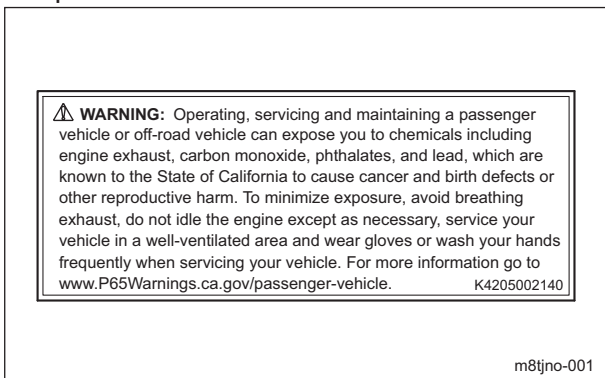 ⚠ WARNING: Operating, servicing and maintaining a passenger
vehicle or off-road vehicle can expose you to chemicals including
engine exhaust, carbon monoxide, phthalates, and lead, which are
known to the State of California to cause cancer and birth defects or
other reproductive harm. To minimize exposure, avoid breathing
exhaust, do not idle the engine except as necessary, service your
vehicle in a well-ventilated area and wear gloves or wash your hands
frequently when servicing your vehicle. For more information go to
www.P65Warnings.ca.gov/passenger-vehicle. K4205002140
m8tjno-001